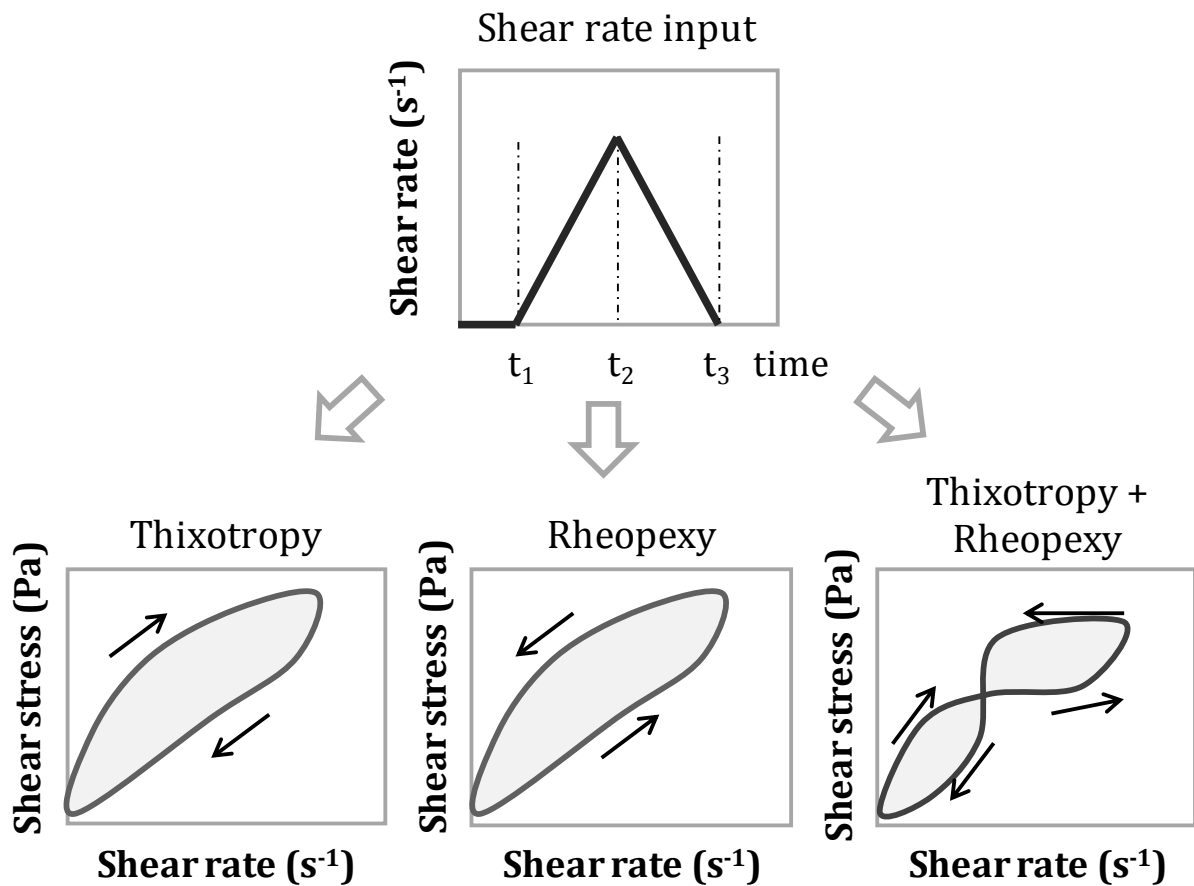 Shear rate input
Shear rate (s⁻¹)
t₁ t₂ t₃ time
Thixotropy
Shear stress (Pa)
Shear rate (s⁻¹)
Rheopexy
Shear stress (Pa)
Shear rate (s⁻¹)
Thixotropy +
Rheopexy
Shear stress (Pa)
Shear rate (s⁻¹)